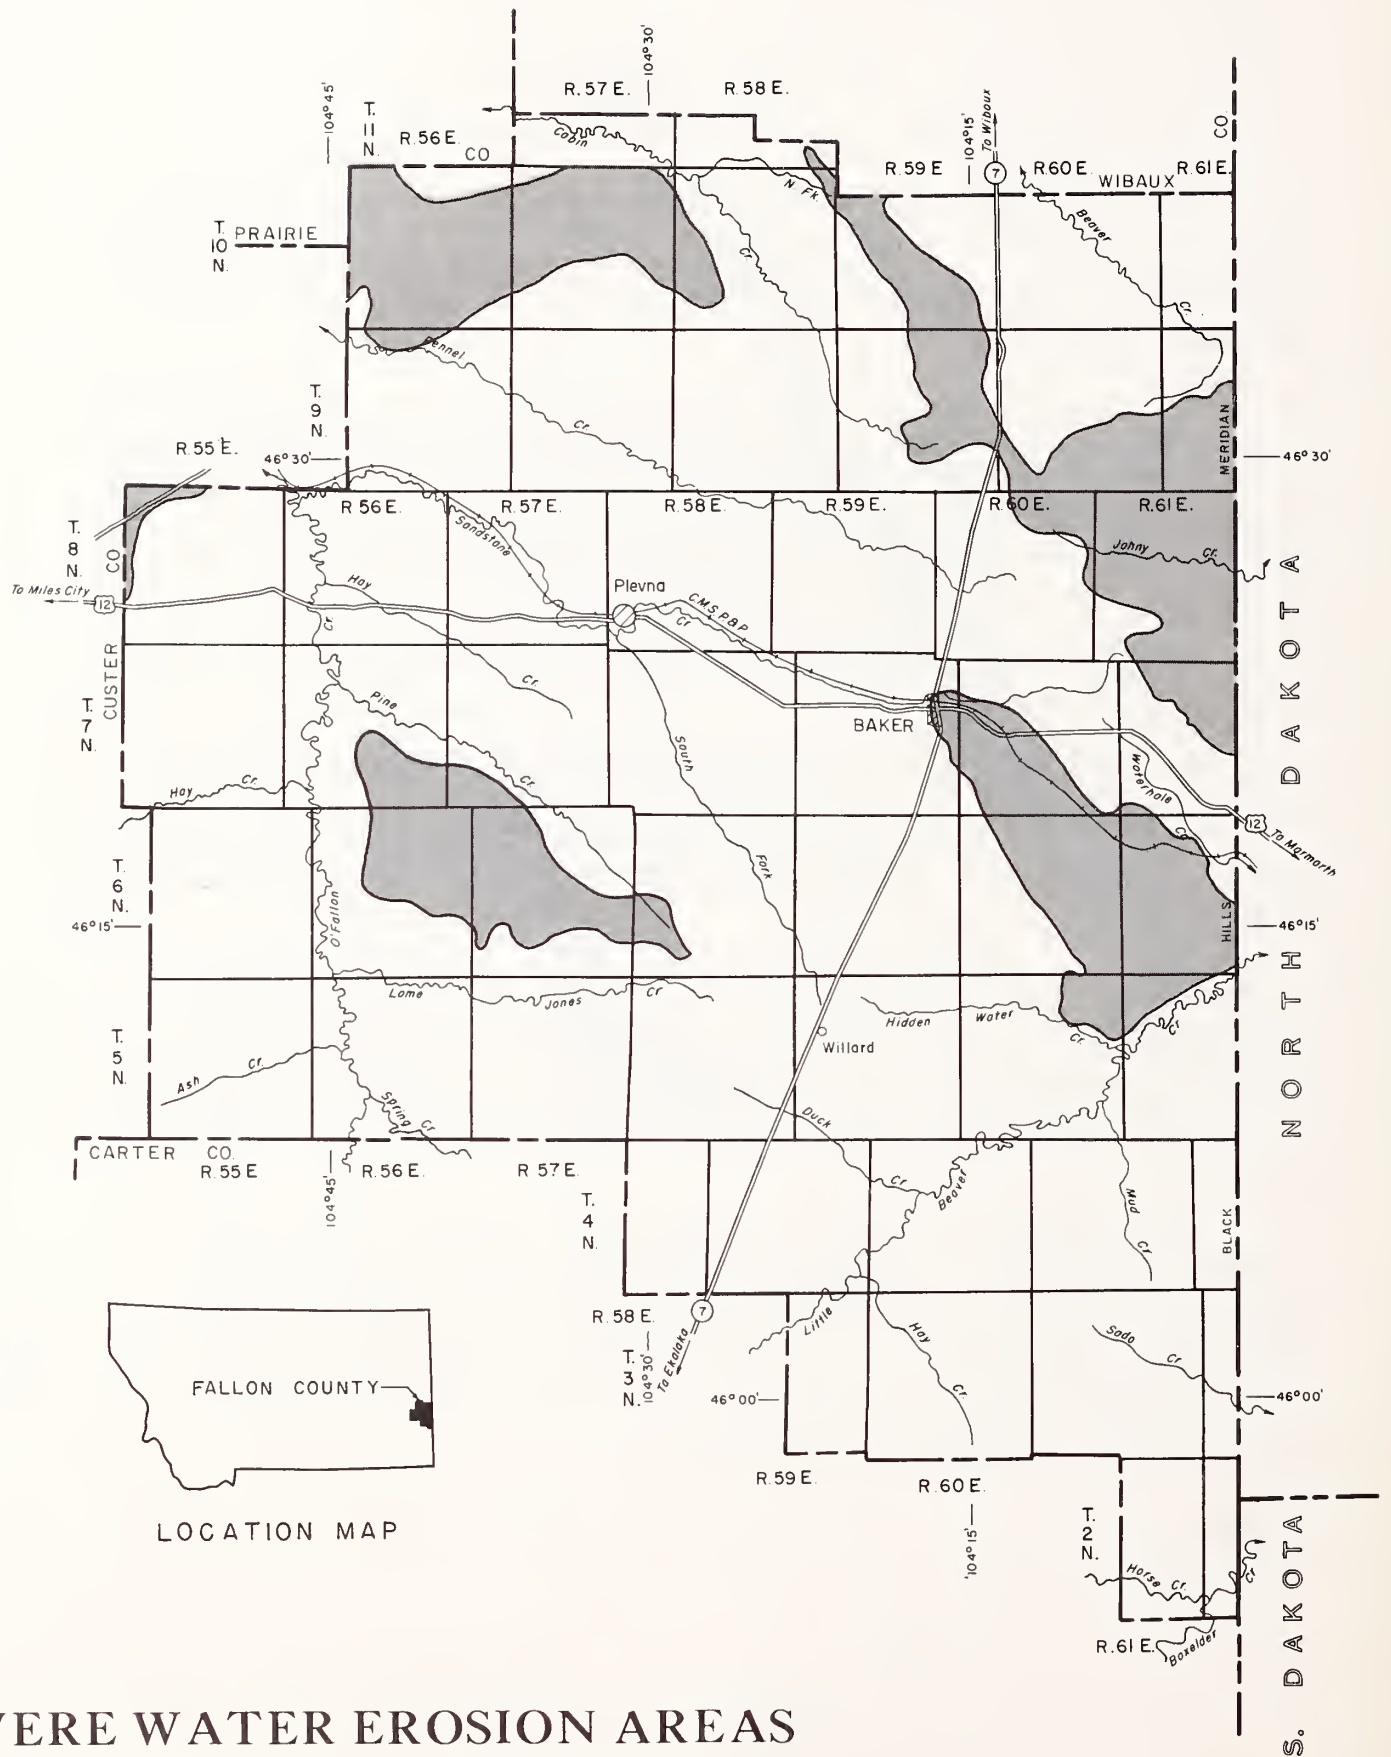 104°45'
104°30'
R.57 E.
R.58 E.
T.
11
N.
R.56 E.
CO
Cabin
104°15'
To Wibaux
CO.
N. Fk.
R.59 E
7
R.60 E.
R.61 E.
WIBAUX
T.
10
N.
PRAIRIE
Cr.
Beaver
Cr.
Pennel
T.
9
N.
Cr.
MERIDIAN
R.55 E.
46°30'
46°30'
R.56 E.
R.57 E.
R.58 E.
R.59 E.
R.60 E.
R.61 E.
T.
8
N.
CO
Sandstone
Johny Cr.
To Miles City
12
Hay
Plevna
C.M.S.P.&P.
Cr.
Cr
CUSTER
NORTH DAKOTA
T.
7
N.
Pine
Cr.
BAKER
South
Waterhole
Hay Cr.
Cr.
Cr.
12
To Marmarth
T.
6
N.
Fork
46°15'
O'Fallon
HILLS
46°15'
Lame Jones Cr
Hidden Water Cr.
Cr
Willard
T.
5
N.
Ash Cr.
Spring Cr.
Duck
Cr.
CARTER CO.
R.55 E
R.56 E.
R 57 E.
104°45'
Beaver
Mud
Cr
T.
4
N.
BLACK
R.58 E.
7
Little
Hay
Cr.
Soda
Cr
T.
3
N.
104°30'
To Ekalaka
46°00'
46°00'
FALLON COUNTY
R.59 E.
R.60 E.
LOCATION MAP
104°15'
T.
2
N.
Horse Cr.
Cr
R.61 E.
Boxelder
S. DAKOTA
VERE WATER EROSION AREAS